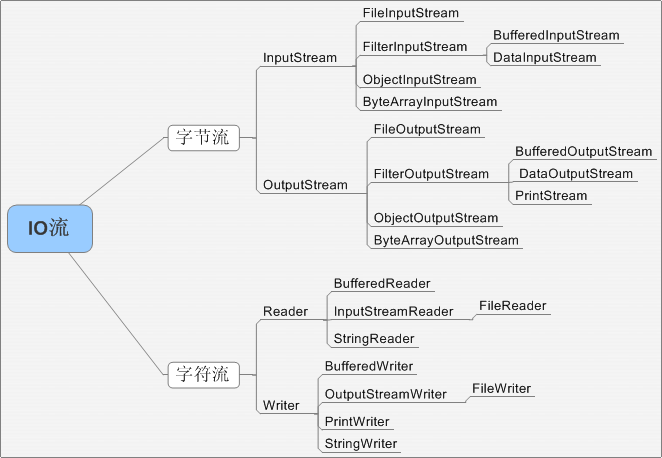 IO流
字节流
InputStream
FileInputStream
FilterInputStream
BufferedInputStream
DataInputStream
ObjectInputStream
ByteArrayInputStream
OutputStream
FileOutputStream
FilterOutputStream
BufferedOutputStream
DataOutputStream
PrintStream
ObjectOutputStream
ByteArrayOutputStream
字符流
Reader
BufferedReader
InputStreamReader
FileReader
StringReader
Writer
BufferedWriter
OutputStreamWriter
FileWriter
PrintWriter
StringWriter